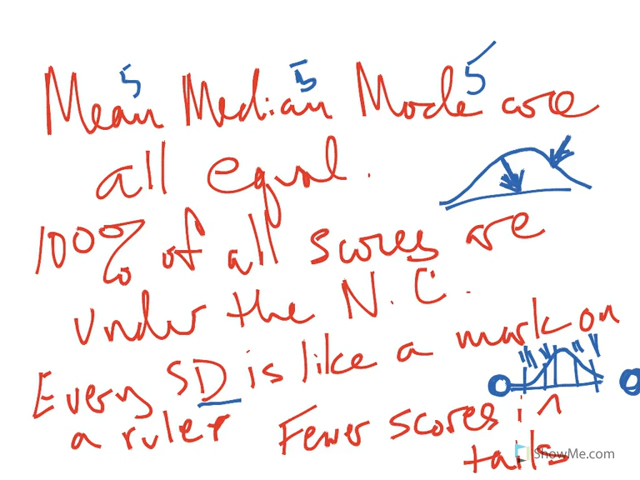 5 5 5
Mean Median Mode are
all equal.
100% of all scores are
under the N.C.
Every SD is like a mark on
a ruler Fewer scores in
tails
ShowMe.com